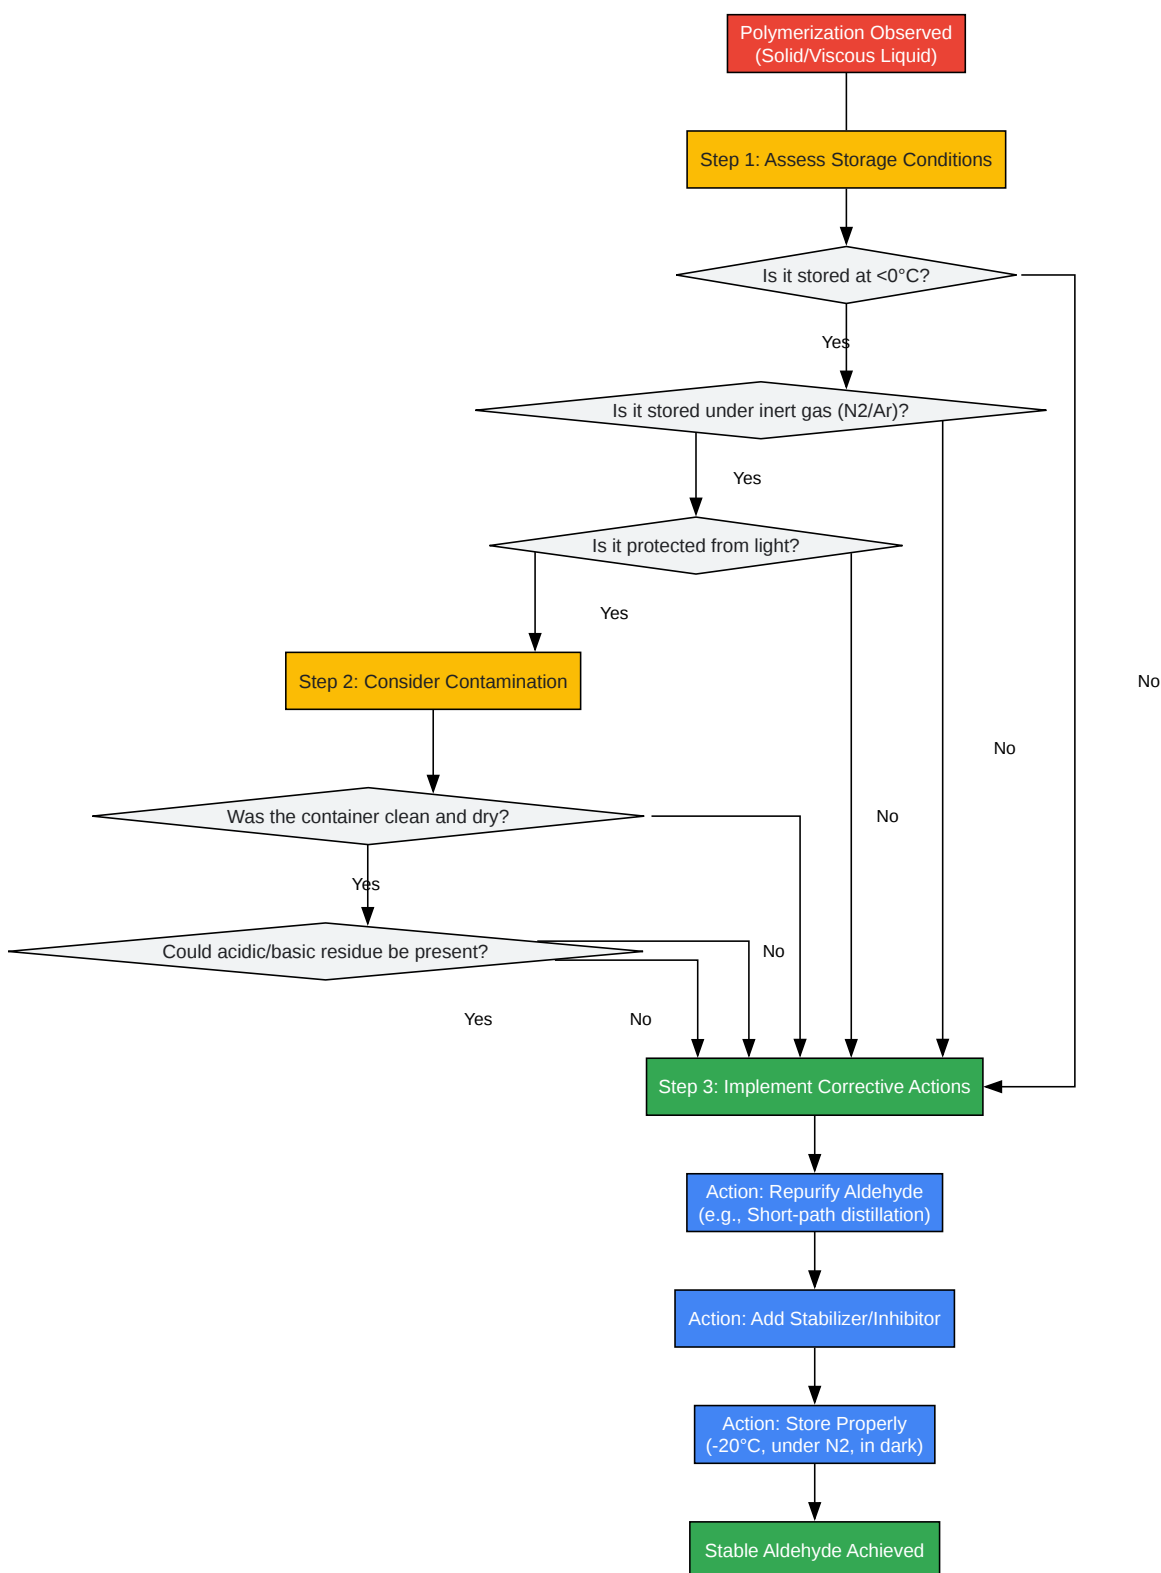 Polymerization Observed
(Solid/Viscous Liquid)
Step 1: Assess Storage Conditions
Is it stored at <0°C?
Yes
Is it stored under inert gas (N2/Ar)?
Yes
Is it protected from light?
Yes
Step 2: Consider Contamination
No
No
Was the container clean and dry?
No
Yes
Could acidic/basic residue be present?
No
Yes
No
Step 3: Implement Corrective Actions
Action: Repurify Aldehyde
(e.g., Short-path distillation)
Action: Add Stabilizer/Inhibitor
Action: Store Properly
(-20°C, under N2, in dark)
Stable Aldehyde Achieved